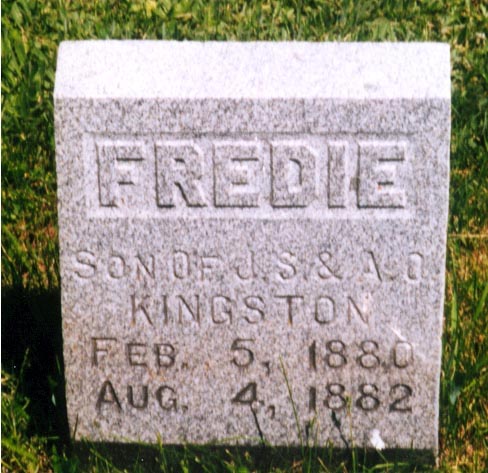 FREDIE
SON OF J. S. & A. O.
KINGSTON
FEB. 5, 1880
AUG. 4, 1882